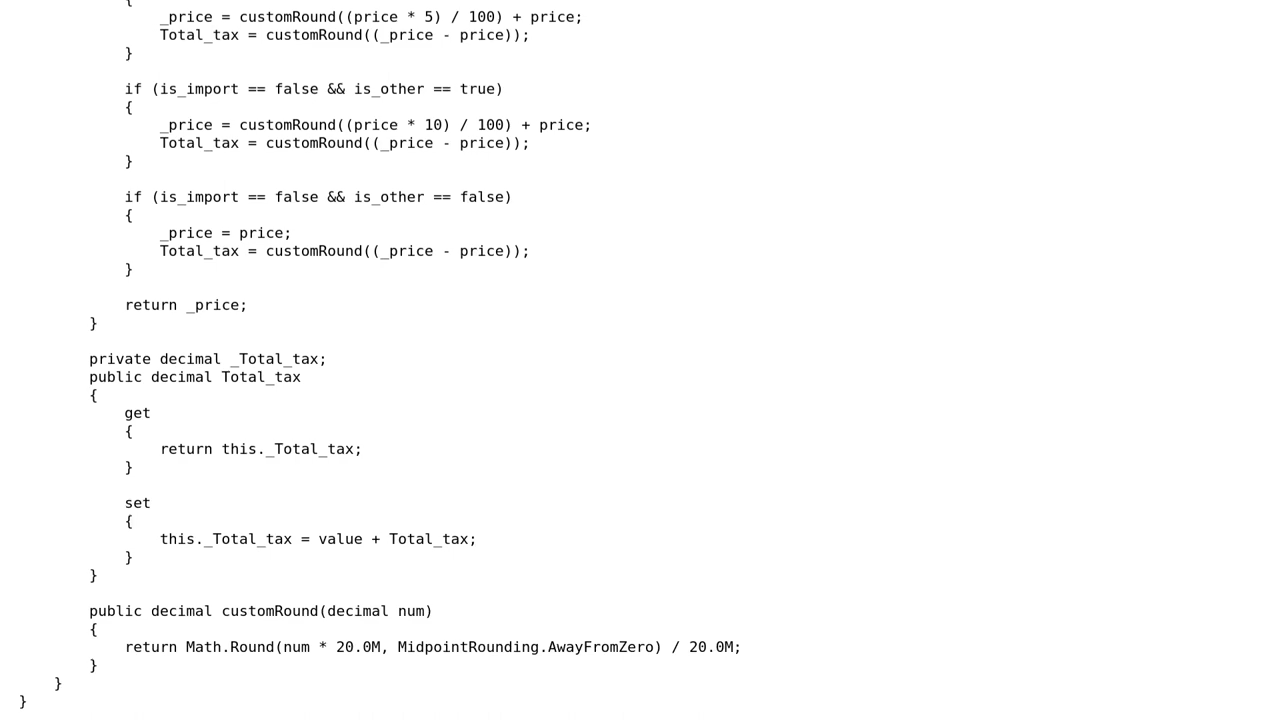 {
_price = customRound((price * 5) / 100) + price;
Total_tax = customRound((_price - price));
}
if (is_import == false && is_other == true)
{
_price = customRound((price * 10) / 100) + price;
Total_tax = customRound((_price - price));
}
if (is_import == false && is_other == false)
{
_price = price;
Total_tax = customRound((_price - price));
}
return _price;
}
private decimal _Total_tax;
public decimal Total_tax
{
get
{
return this._Total_tax;
}
set
{
this._Total_tax = value + Total_tax;
}
}
public decimal customRound(decimal num)
{
return Math.Round(num * 20.0M, MidpointRounding.AwayFromZero) / 20.0M;
}
}
}